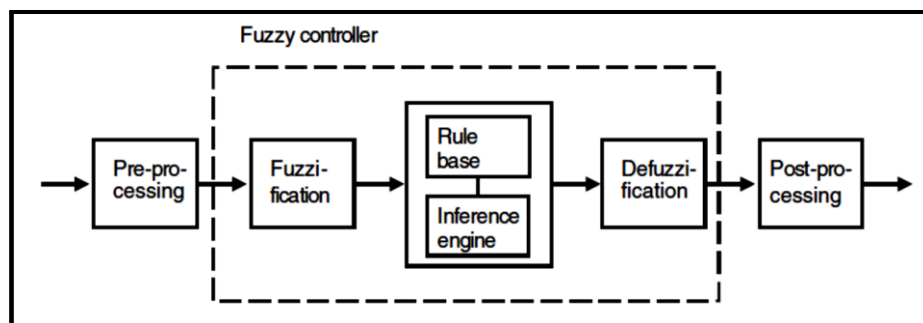 Fuzzy controller
Pre-pro-
cessing
Fuzzi-
fication
Rule
base
Inference
engine
Defuzzi-
fication
Post-pro-
cessing